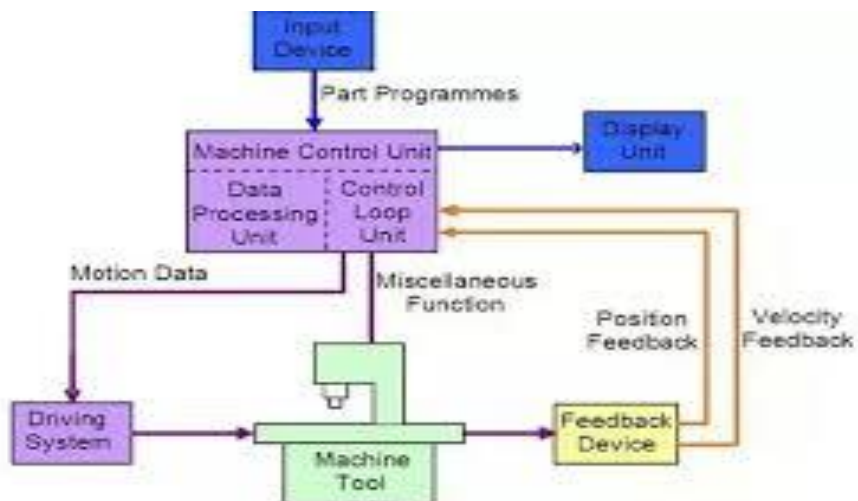 Input
Device
Part Programmes
Machine Control Unit
Display
Unit
Data
Processing
Unit
Control
Loop
Unit
Motion Data
Miscellaneous
Function
Position
Feedback
Velocity
Feedback
Driving
System
Machine
Tool
Feedback
Device